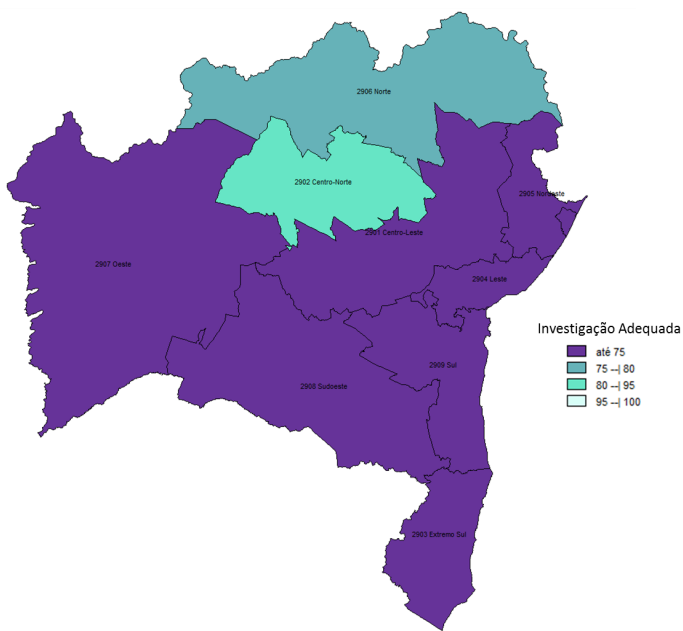 2906 Norte
2902 Centro-Norte
2905 Nordeste
2901 Centro-Leste
2907 Oeste
2904 Leste
Investigação Adequada
até 75
75 --| 80
80 --| 95
95 --| 100
2909 Sul
2908 Sudoeste
2903 Extremo Sul